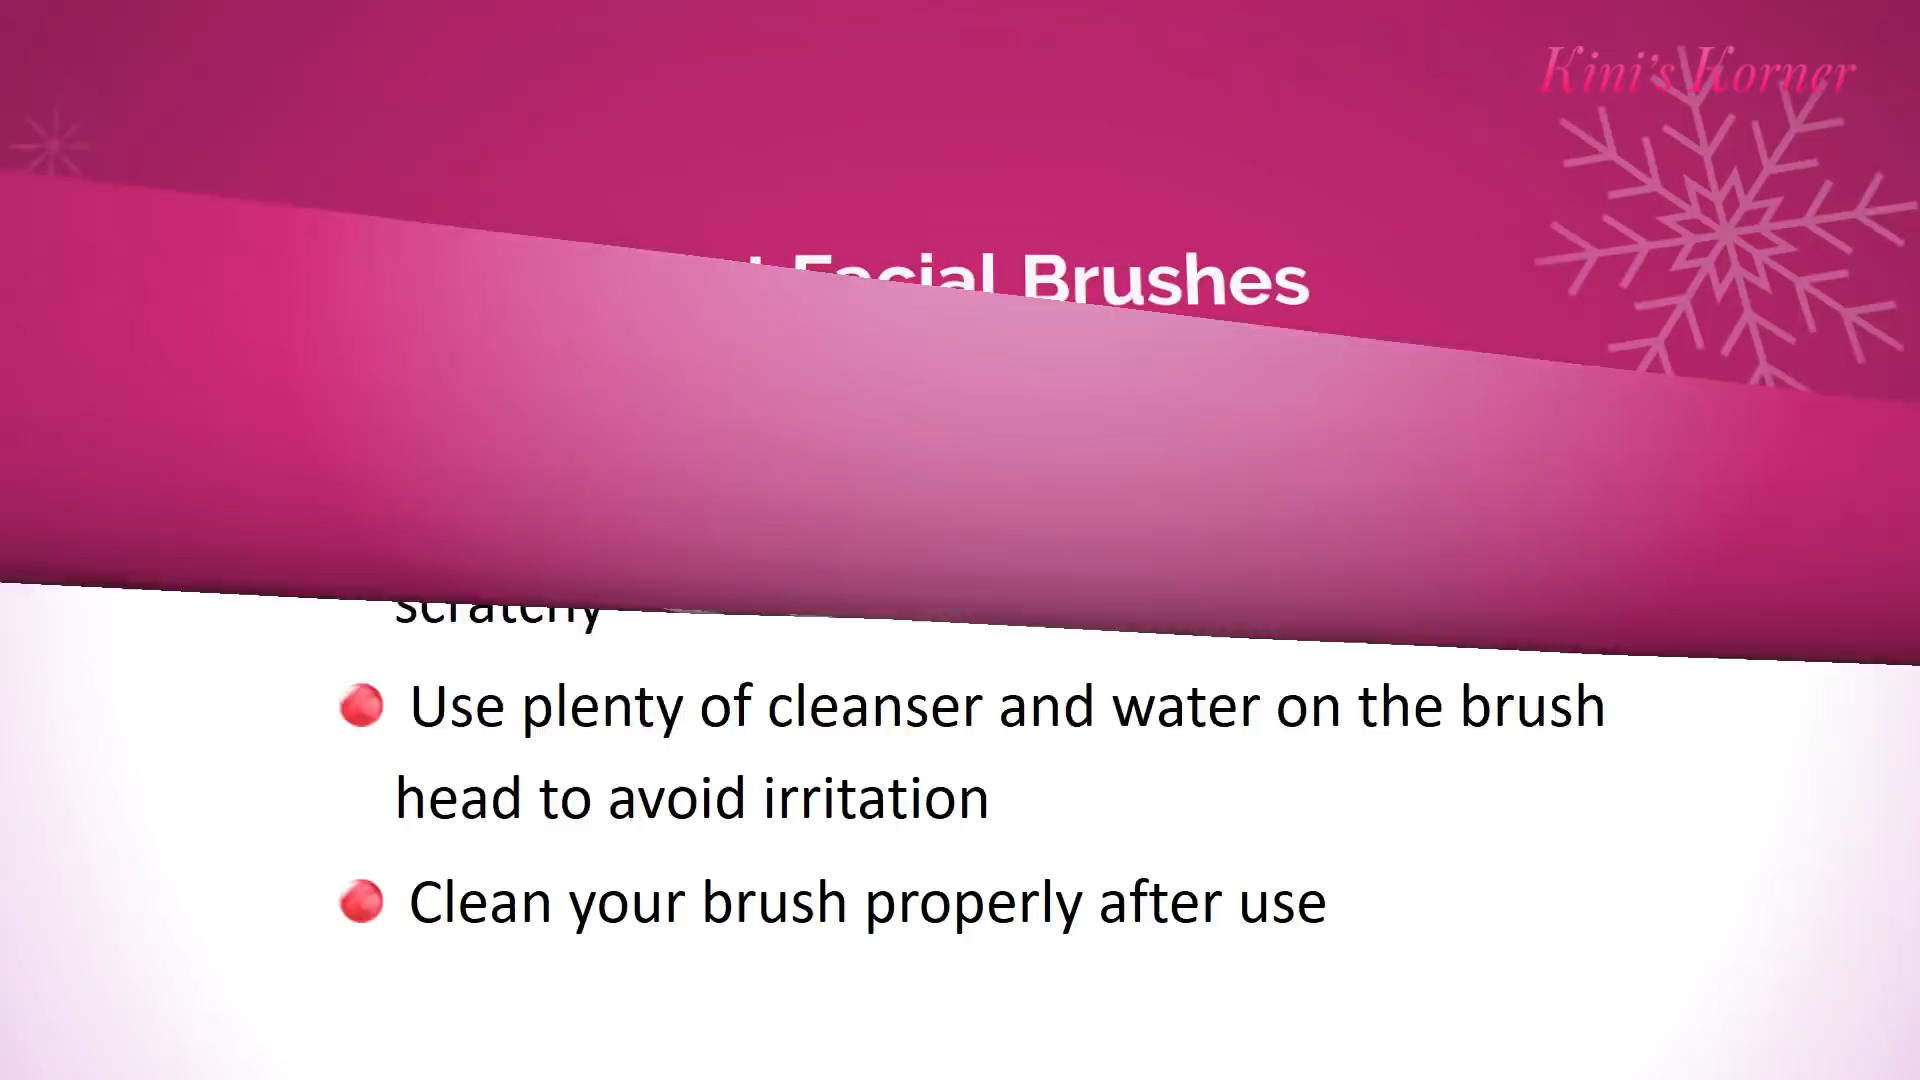 Kini's Korner
Facial Brushes
scratchy
Use plenty of cleanser and water on the brush
head to avoid irritation
Clean your brush properly after use